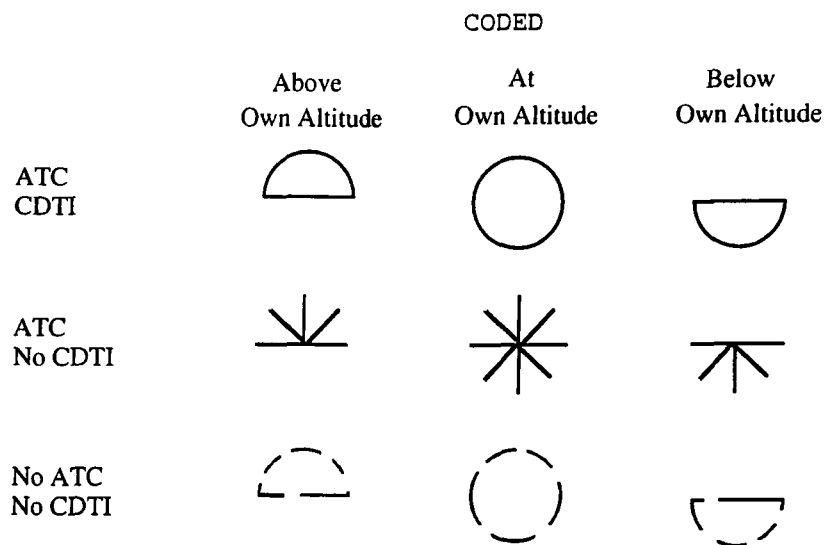 CODED
Above
Own Altitude
At
Own Altitude
Below
Own Altitude
ATC
CDTI
ATC
No CDTI
No ATC
No CDTI